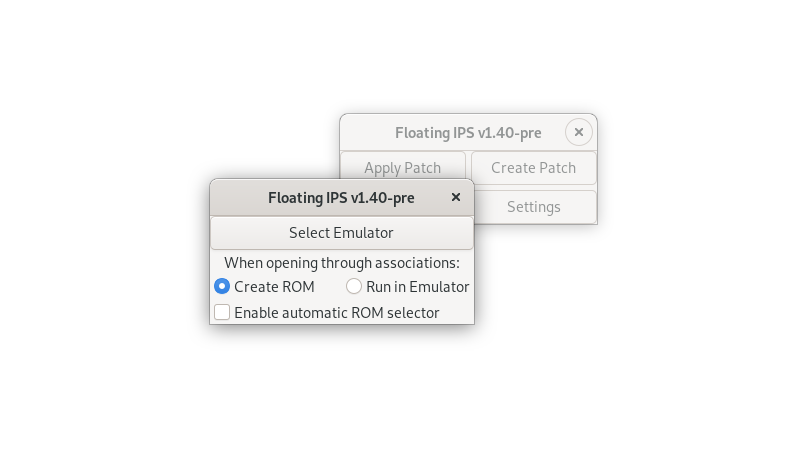 Floating IPS v1.40-pre
Apply Patch
Create Patch
Settings
Floating IPS v1.40-pre
Select Emulator
When opening through associations:
Create ROM
Run in Emulator
Enable automatic ROM selector